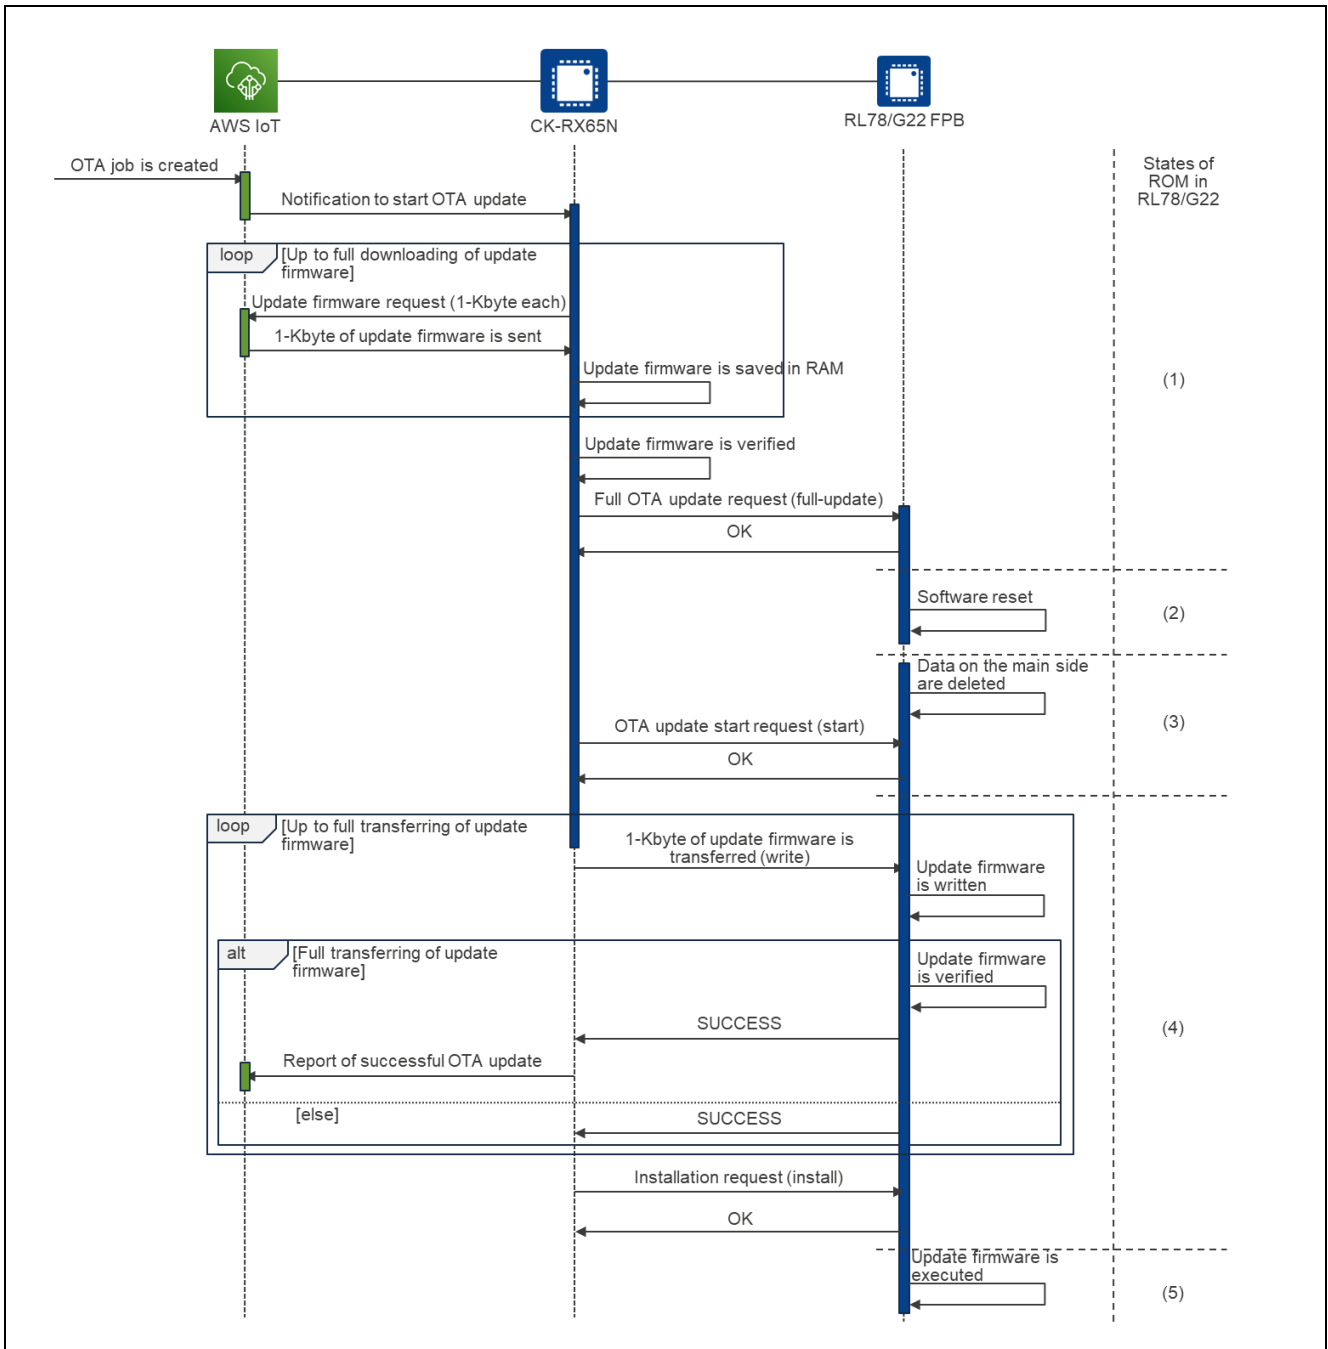 AWS IoT
CK-RX65N
RL78/G22 FPB
OTA job is created
States of
ROM in
RL78/G22
Notification to start OTA update
loop
[Up to full downloading of update
firmware]
Update firmware request (1-Kbyte each)
1-Kbyte of update firmware is sent
Update firmware is saved in RAM
(1)
Update firmware is verified
Full OTA update request (full-update)
OK
Software reset
(2)
Data on the main side
are deleted
OTA update start request (start)
(3)
OK
loop
[Up to full transferring of update
firmware]
1-Kbyte of update firmware is
transferred (write)
Update firmware
is written
alt
[Full transferring of update
firmware]
Update firmware
is verified
SUCCESS
(4)
Report of successful OTA update
[else]
SUCCESS
Installation request (install)
OK
Update firmware is
executed
(5)